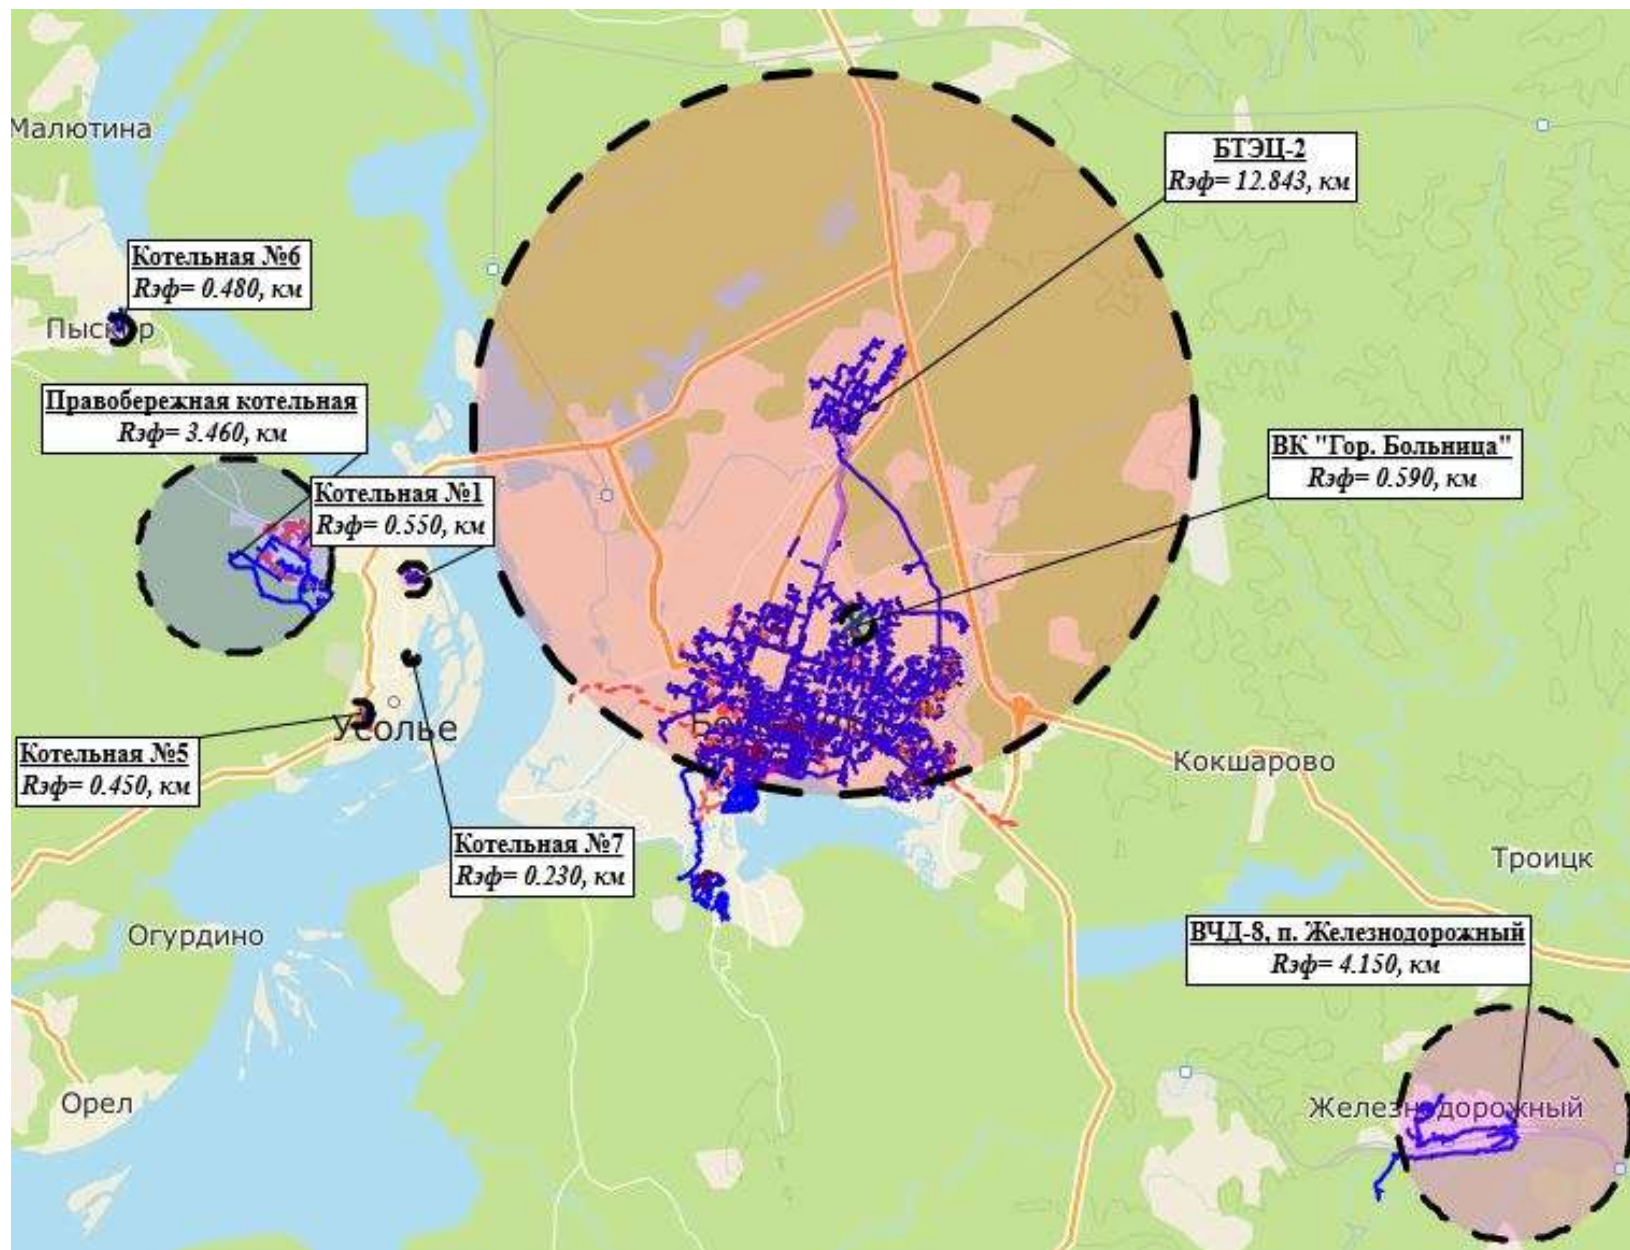 Малютина
БТЭЦ-2
Rэф= 12.843, км
Котельная №6
Rэф= 0.480, км
Пыскор
Правобережная котельная
Rэф= 3.460, км
ВК "Гор. Больница"
Rэф= 0.590, км
Котельная №1
Rэф= 0.550, км
Усолье
Котельная №5
Rэф= 0.450, км
Кокшарово
Котельная №7
Rэф= 0.230, км
Троицк
Огурдино
ВЧД-8, п. Железнодорожный
Rэф= 4.150, км
Орел
Железнодорожный